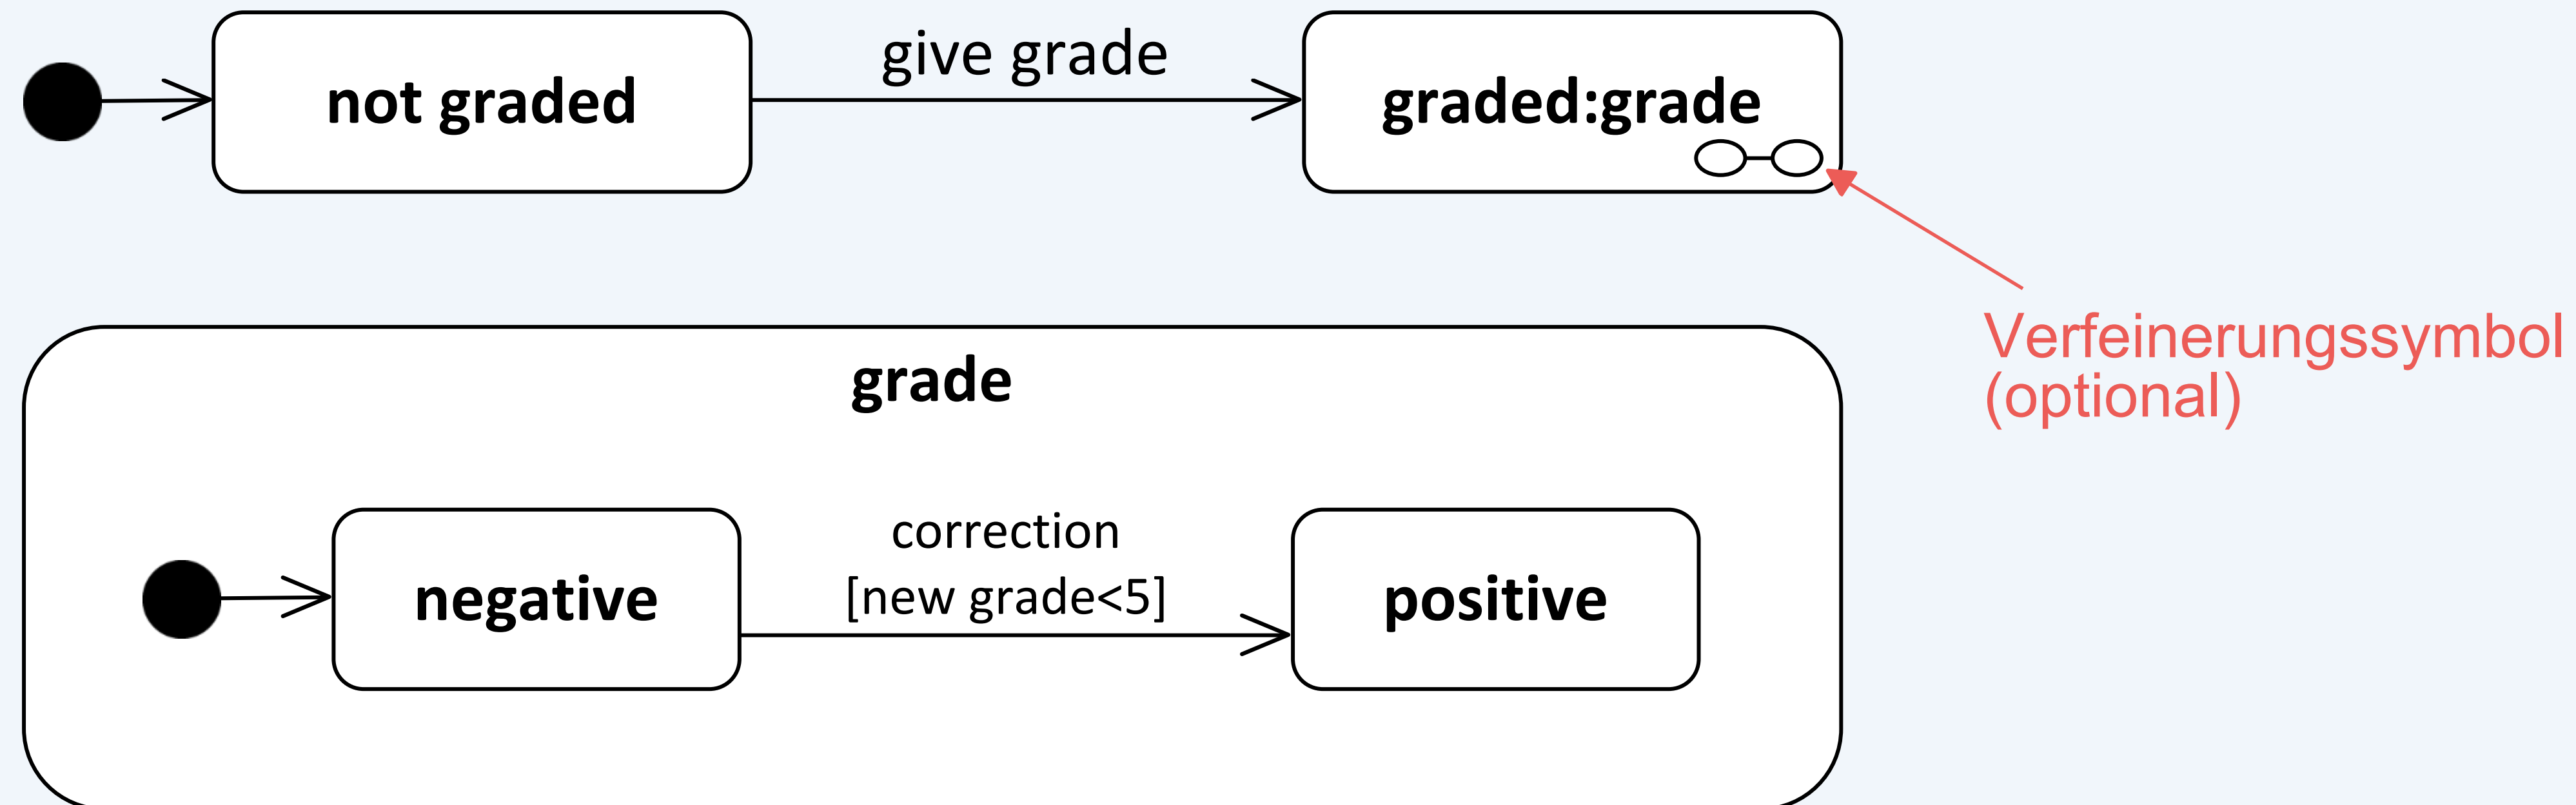 give grade
not graded
graded:grade
Verfeinerungssymbol
(optional)
grade
correction
[new grade<5]
negative
positive